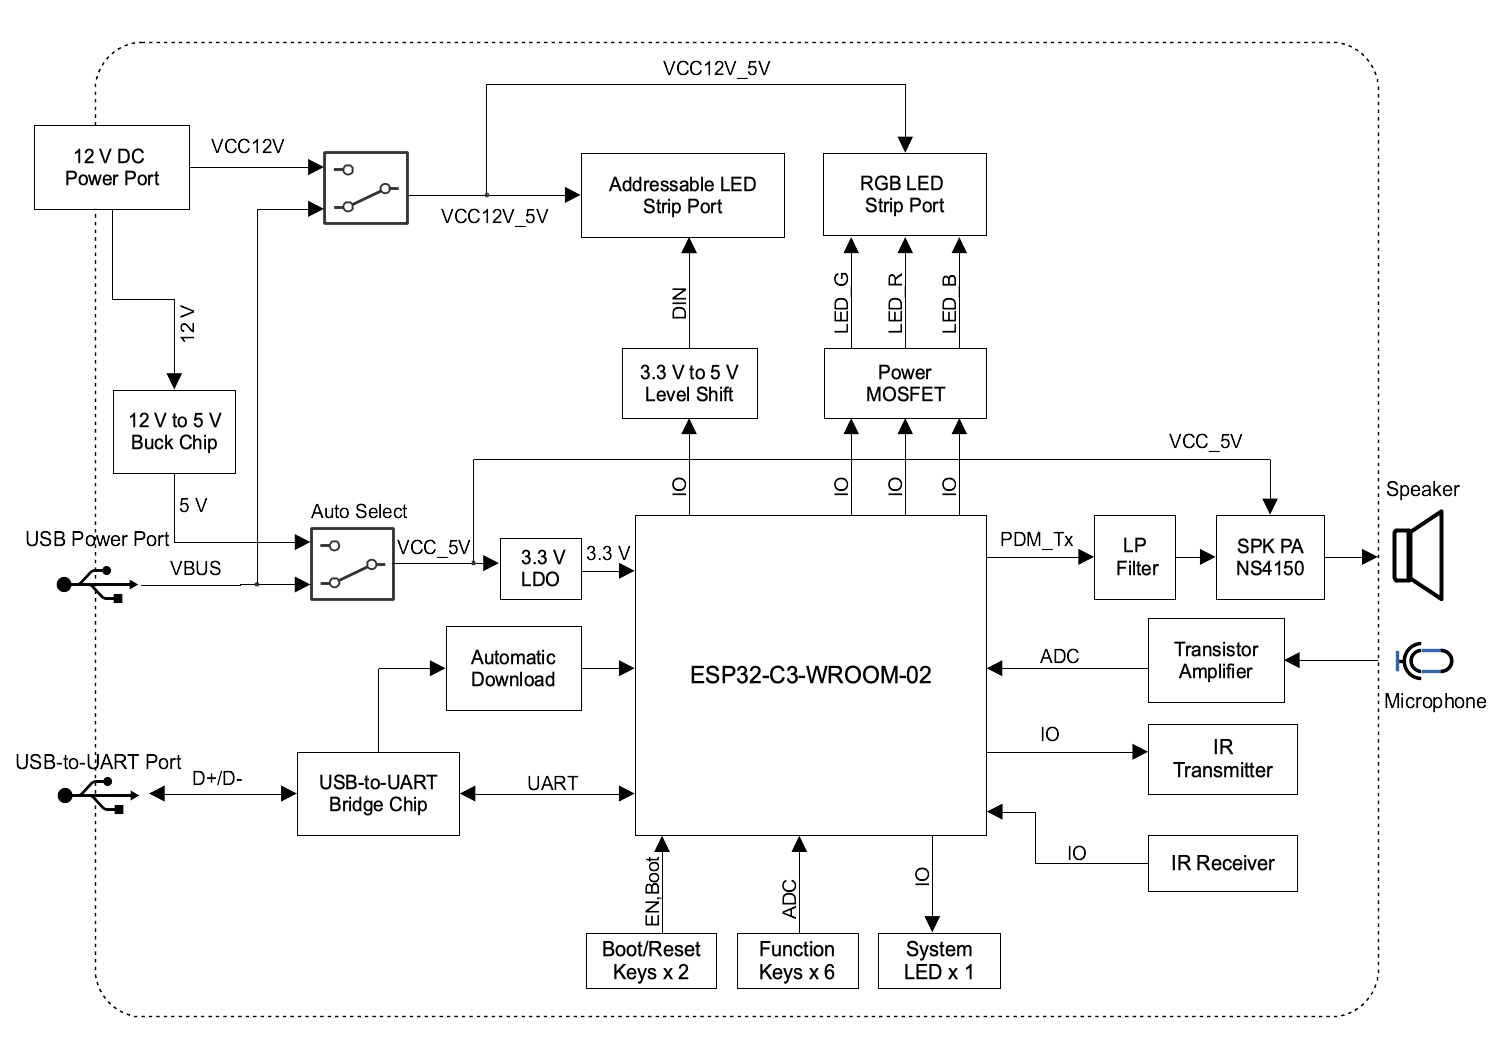 VCC12V_5V
12 V DC
Power Port
VCC12V
Addressable LED
Strip Port
RGB LED
Strip Port
VCC12V_5V
12 V
DIN
LED_G
LED_R
LED_B
12 V to 5 V
Buck Chip
3.3 V to 5 V
Level Shift
Power
MOSFET
VCC_5V
5 V
IO
IO
IO
IO
Speaker
Auto Select
USB Power Port
VBUS
VCC_5V
3.3 V
LDO
3.3 V
PDM_Tx
LP
Filter
SPK PA
NS4150
Automatic
Download
ESP32-C3-WROOM-02
ADC
Transistor
Amplifier
Microphone
USB-to-UART Port
D+/D-
USB-to-UART
Bridge Chip
UART
IO
IR
Transmitter
IO
IR Receiver
EN,Boot
ADC
IO
Boot/Reset
Keys x 2
Function
Keys x 6
System
LED x 1